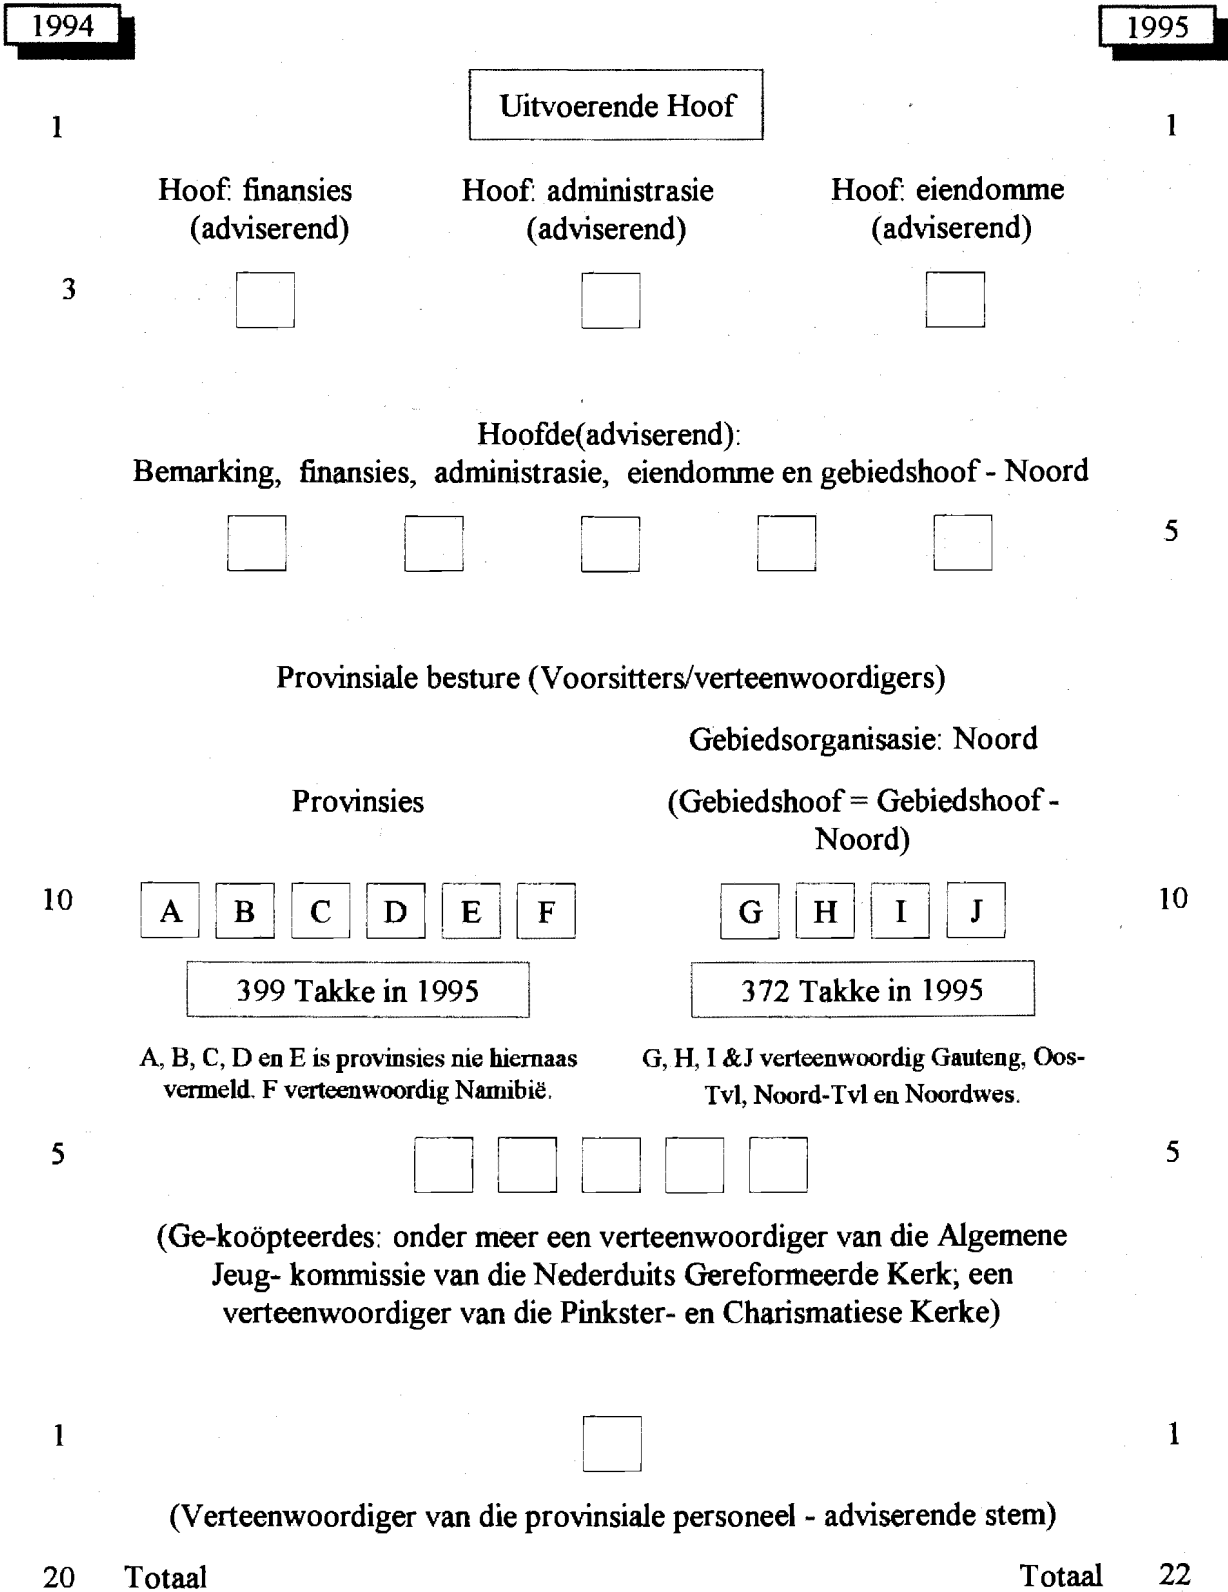 1994 1995
1 Uitvoerende Hoof 1
Hoof: finansies Hoof: administrasie Hoof: eiendomme
(adviserend) (adviserend) (adviserend)
3
Hoofde(adviserend):
Bemarking, finansies, administrasie, eiendomme en gebiedshoof - Noord
5
Provinsiale besture (Voorsitters/verteenwoordigers)
Gebiedsorganisasie: Noord
Provinsies (Gebiedshoof = Gebiedshoof -
Noord)
10 A B C D E F G H I J 10
399 Takke in 1995 372 Takke in 1995
A, B, C, D en E is provinsies nie hiernaas
vermeld. F verteenwoordig Namibië.
G, H, I &J verteenwoordig Gauteng, Oos-
Tvl, Noord-Tvl en Noordwes.
5 5
(Ge-koöpteerdes: onder meer een verteenwoordiger van die Algemene
Jeug- kommissie van die Nederduits Gereformeerde Kerk; een
verteenwoordiger van die Pinkster- en Charismatiese Kerke)
1 1
(Verteenwoordiger van die provinsiale personeel - adviserende stem)
20 Totaal Totaal 22